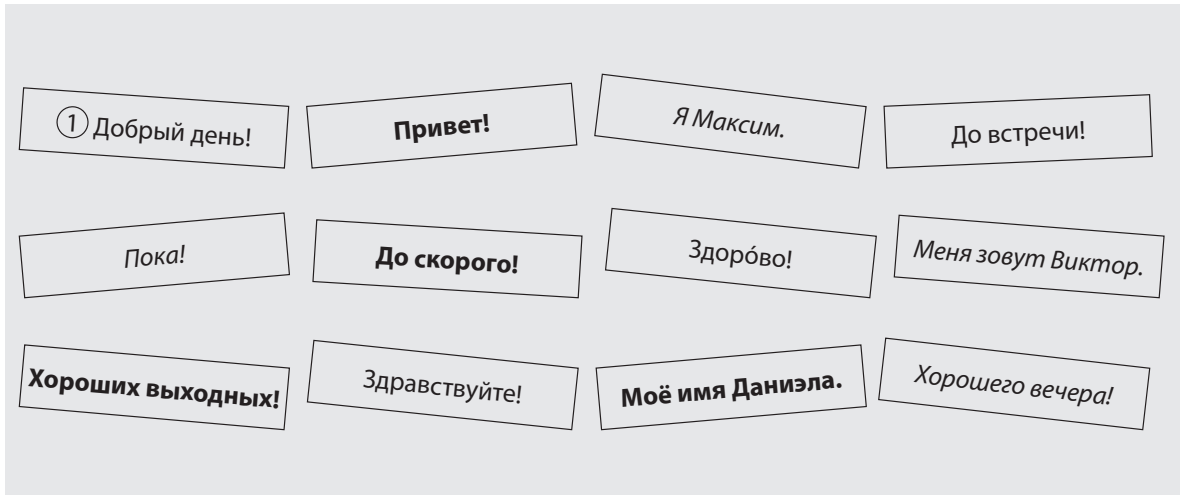 ① Добрый день!
Привет!
Я Максим.
До встречи!
Пока!
До скорого!
Здоро́во!
Меня зовут Виктор.
Хороших выходных!
Здравствуйте!
Моё имя Даниэла.
Хорошего вечера!